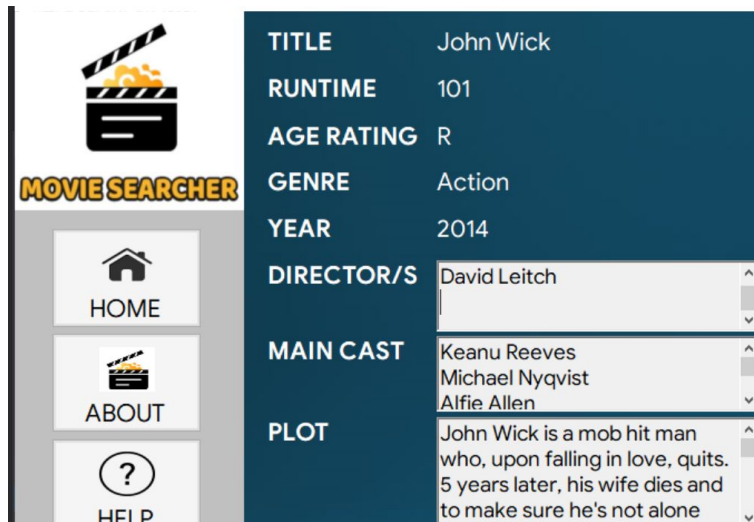 MOVIE SEARCHER
HOME
ABOUT
?
HELP
TITLE John Wick
RUNTIME 101
AGE RATING R
GENRE Action
YEAR 2014
DIRECTOR/S David Leitch
MAIN CAST Keanu Reeves
Michael Nyqvist
Alfie Allen
PLOT John Wick is a mob hit man
who, upon falling in love, quits.
5 years later, his wife dies and
to make sure he's not alone